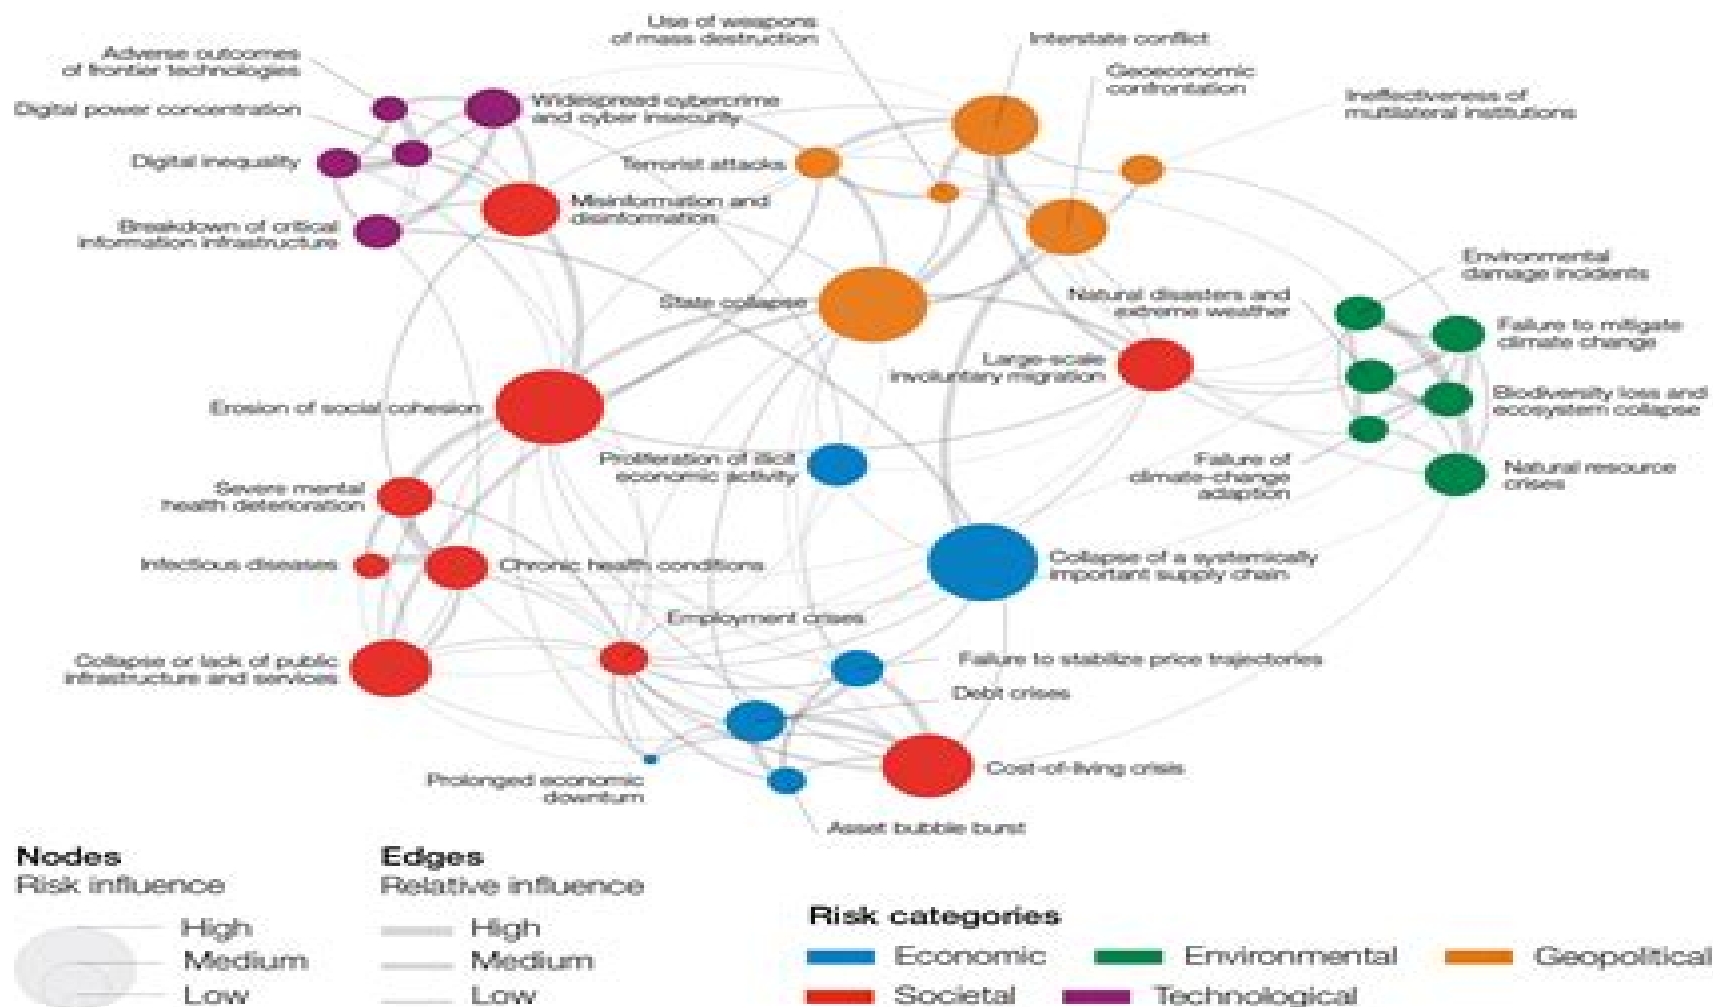 Use of weapons
of mass destruction
Interstate conflict
Adverse outcomes
of frontier technologies
Geoeconomic
confrontation
Ineffectiveness of
multilateral institutions
Digital power concentration
Widespread cybercrime
and cyber insecurity
Digital inequality
Terrorist attacks
Misinformation and
disinformation
Breakdown of critical
information infrastructure
Environmental
damage incidents
State collapse
Natural disasters and
extreme weather
Failure to mitigate
climate change
Large-scale
involuntary migration
Biodiversity loss and
ecosystem collapse
Erosion of social cohesion
Proliferation of illicit
economic activity
Failure of
climate-change
adaption
Natural resource
crises
Severe mental
health deterioration
Infectious diseases
Chronic health conditions
Collapse of a systemically
important supply chain
Employment crises
Collapse or lack of public
infrastructure and services
Failure to stabilize price trajectories
Debt crises
Prolonged economic
downturn
Cost-of-living crisis
Asset bubble burst
Nodes
Risk influence
High
Medium
Low
Edges
Relative influence
High
Medium
Low
Risk categories
Economic
Environmental
Geopolitical
Societal
Technological